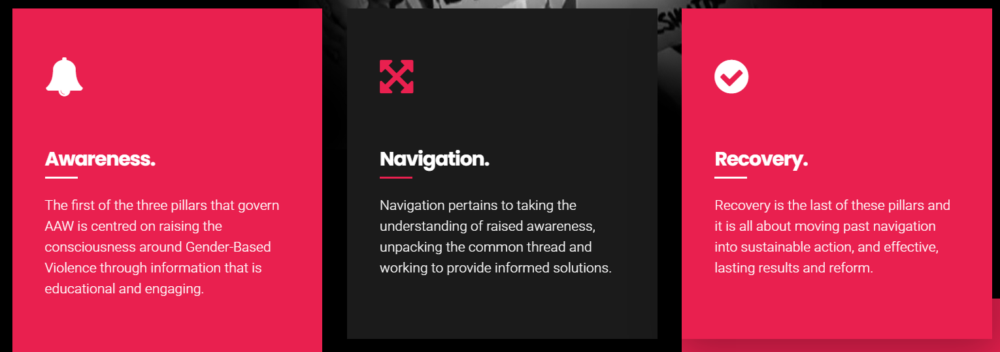 Awareness.
The first of the three pillars that govern
AAW is centred on raising the
consciousness around Gender-Based
Violence through information that is
educational and engaging.
Navigation.
Navigation pertains to taking the
understanding of raised awareness,
unpacking the common thread and
working to provide informed solutions.
Recovery.
Recovery is the last of these pillars and
it is all about moving past navigation
into sustainable action, and effective,
lasting results and reform.